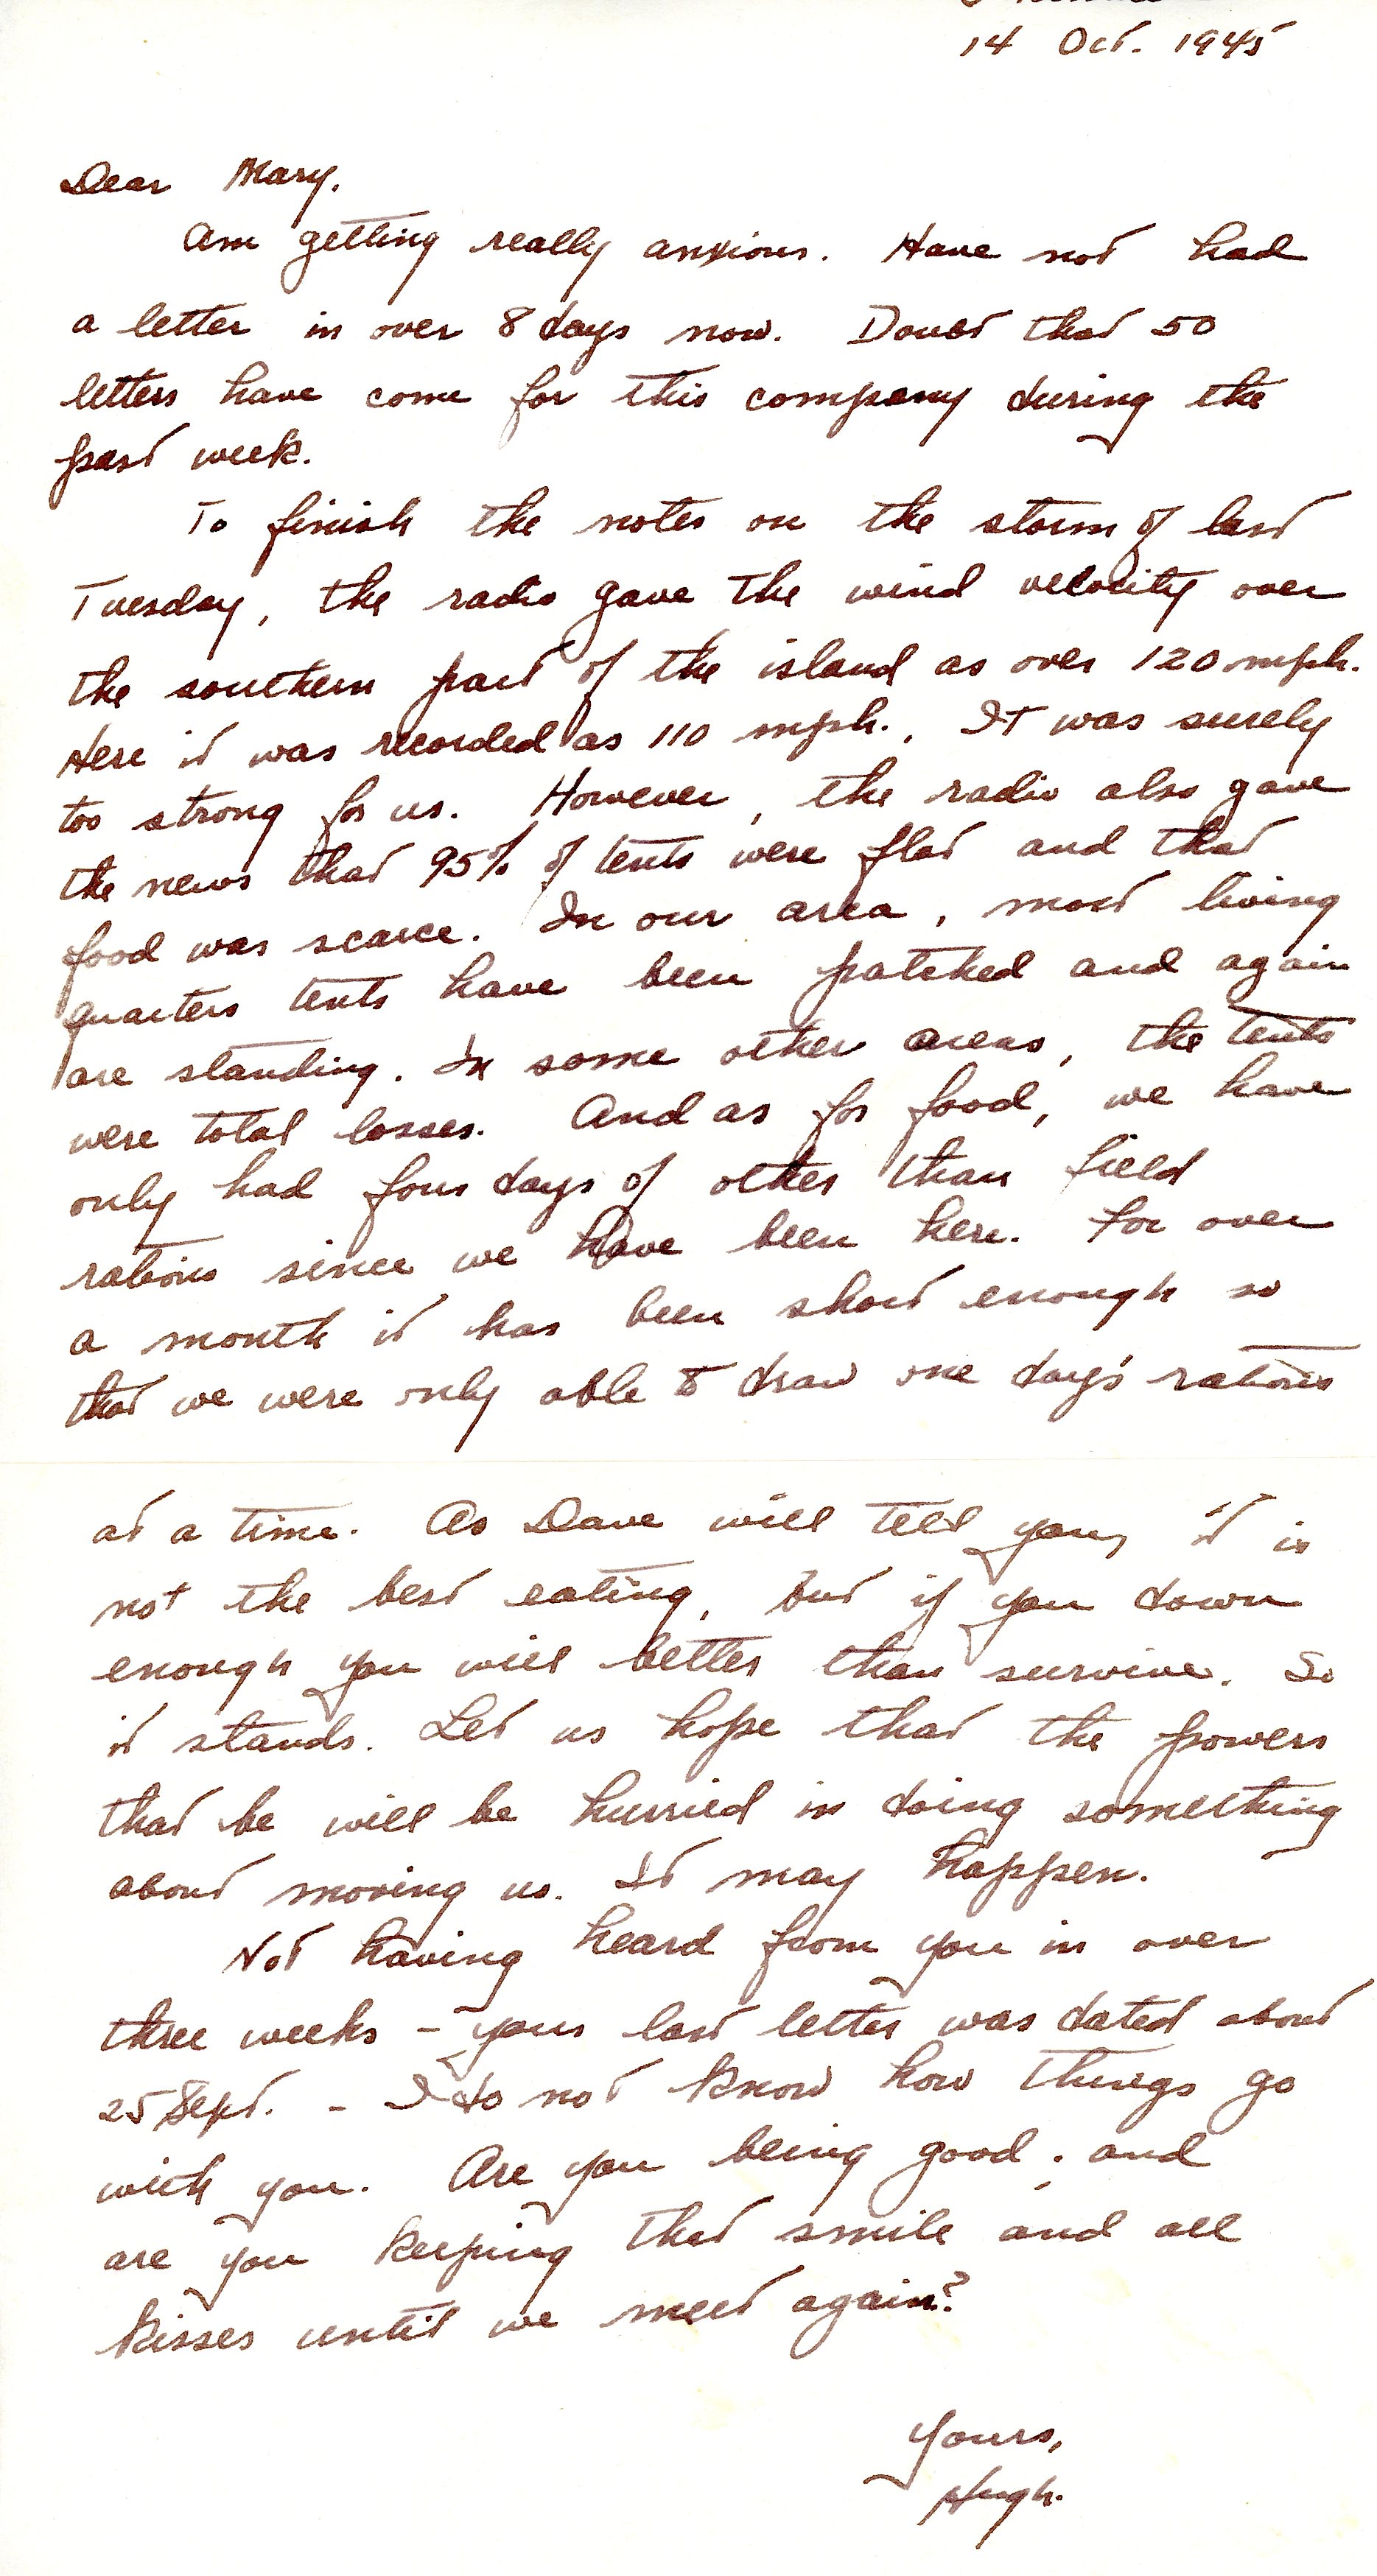 14 Oct. 1945
Dear Mary.
Am getting really anxious. Have not had
a letter in over 8 days now. Doubt that 50
letters have come for this company during the
past week.
To finish the notes on the storm of last
Tuesday, the radio gave the wind velocity over
the southern part of the island as over 120 mph.
Here it was recorded as 110 mph.. It was surely
too strong for us. However, the radio also gave
the news that 95% of tents were flat and that
food was scarce. In our area, most living
quarters tents have been patched and again
are standing. In some other areas, the tents
were total losses. And as for food, we have
only had four days of other than field
rations since we have been here. For over
a month it has been short enough so
that we were only able to draw one day's rations
at a time. As Dave will tell you, it is
not the best eating, but if you down
enough you will better than survive. So
it stands. Let us hope that the powers
that be will be hurried in doing something
about moving us. It may happen.
Not having heard from you in over
three weeks - your last letter was dated about
25 Sept. - I do not know how things go
with you. Are you being good; and
are you keeping that smile and all
kisses until we meet again?
Yours,
Hugh.